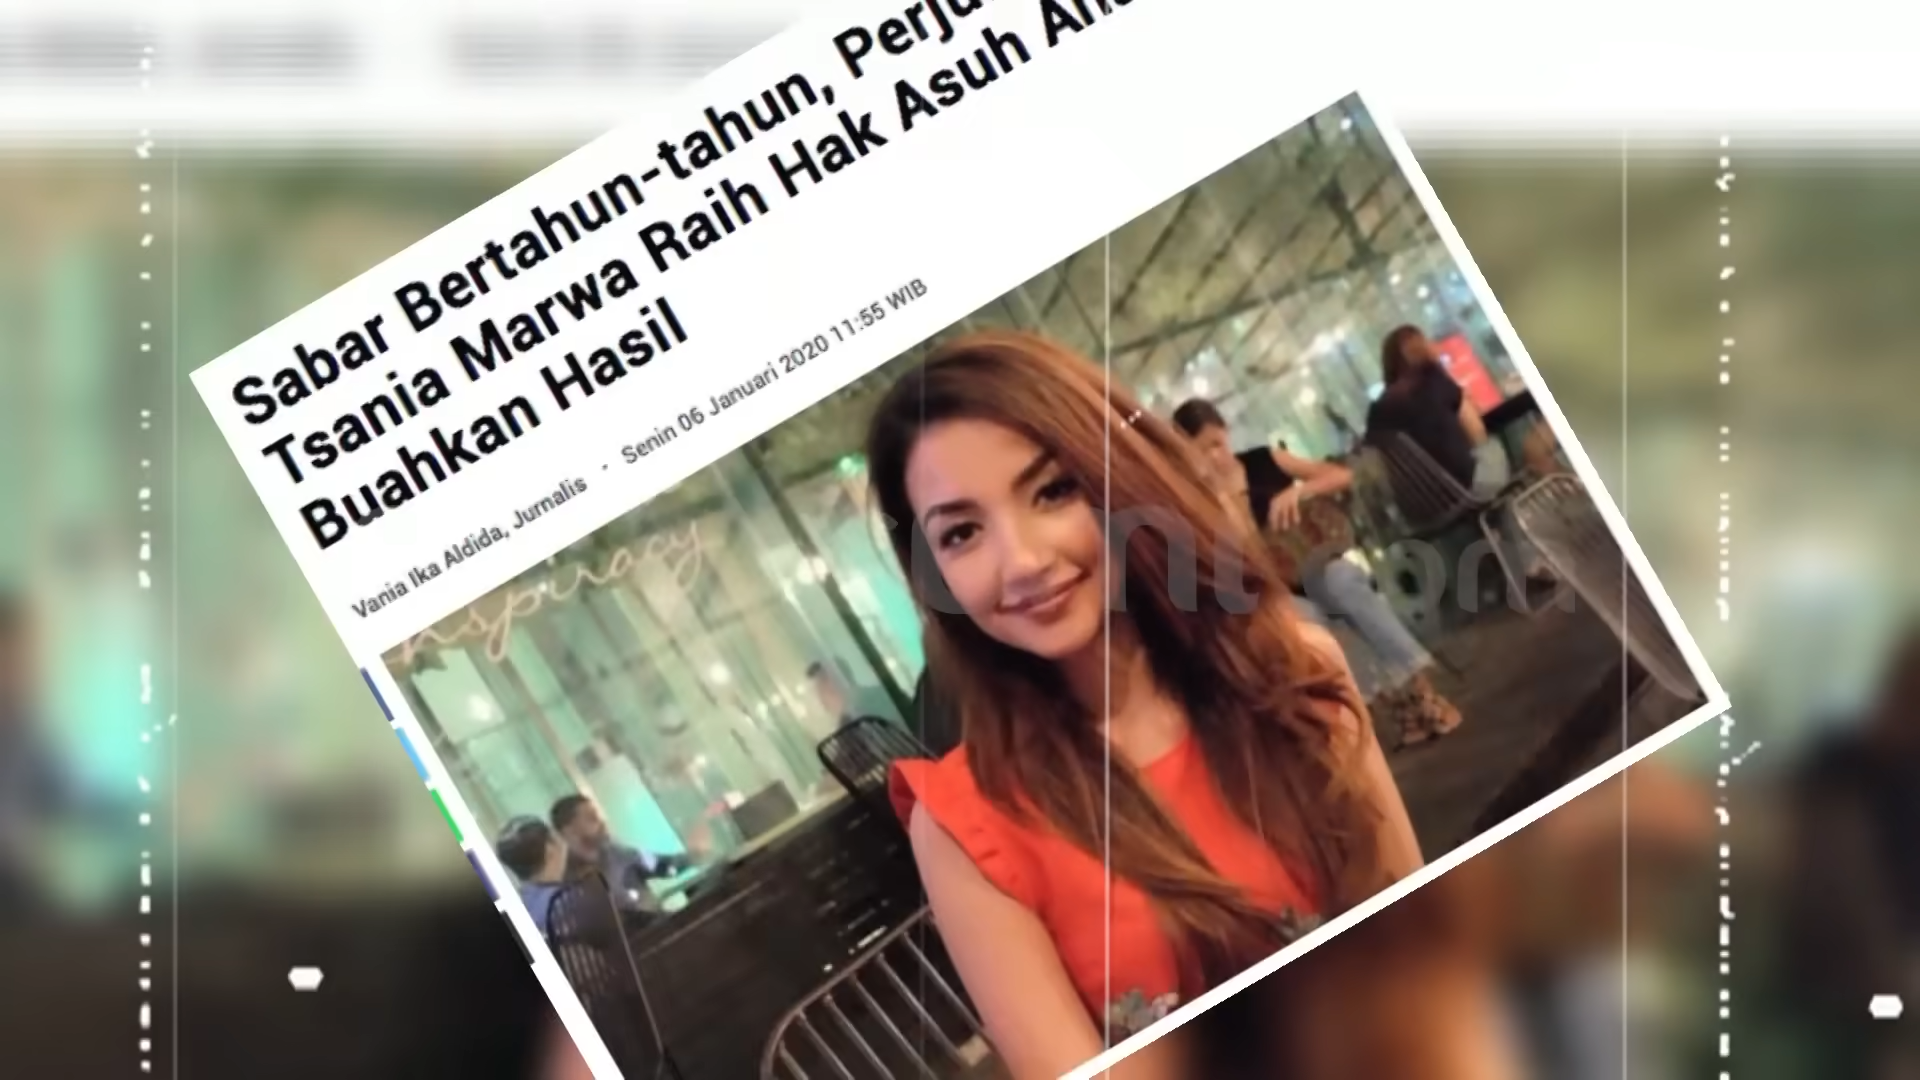 Sabar Bertahun-tahun,
Tsania Marwa Raih Hak Asuh
Buahkan Hasil
Vania Ika Aldida, Jurnalis - Senin 06 Januari 2020 11:55 WIB